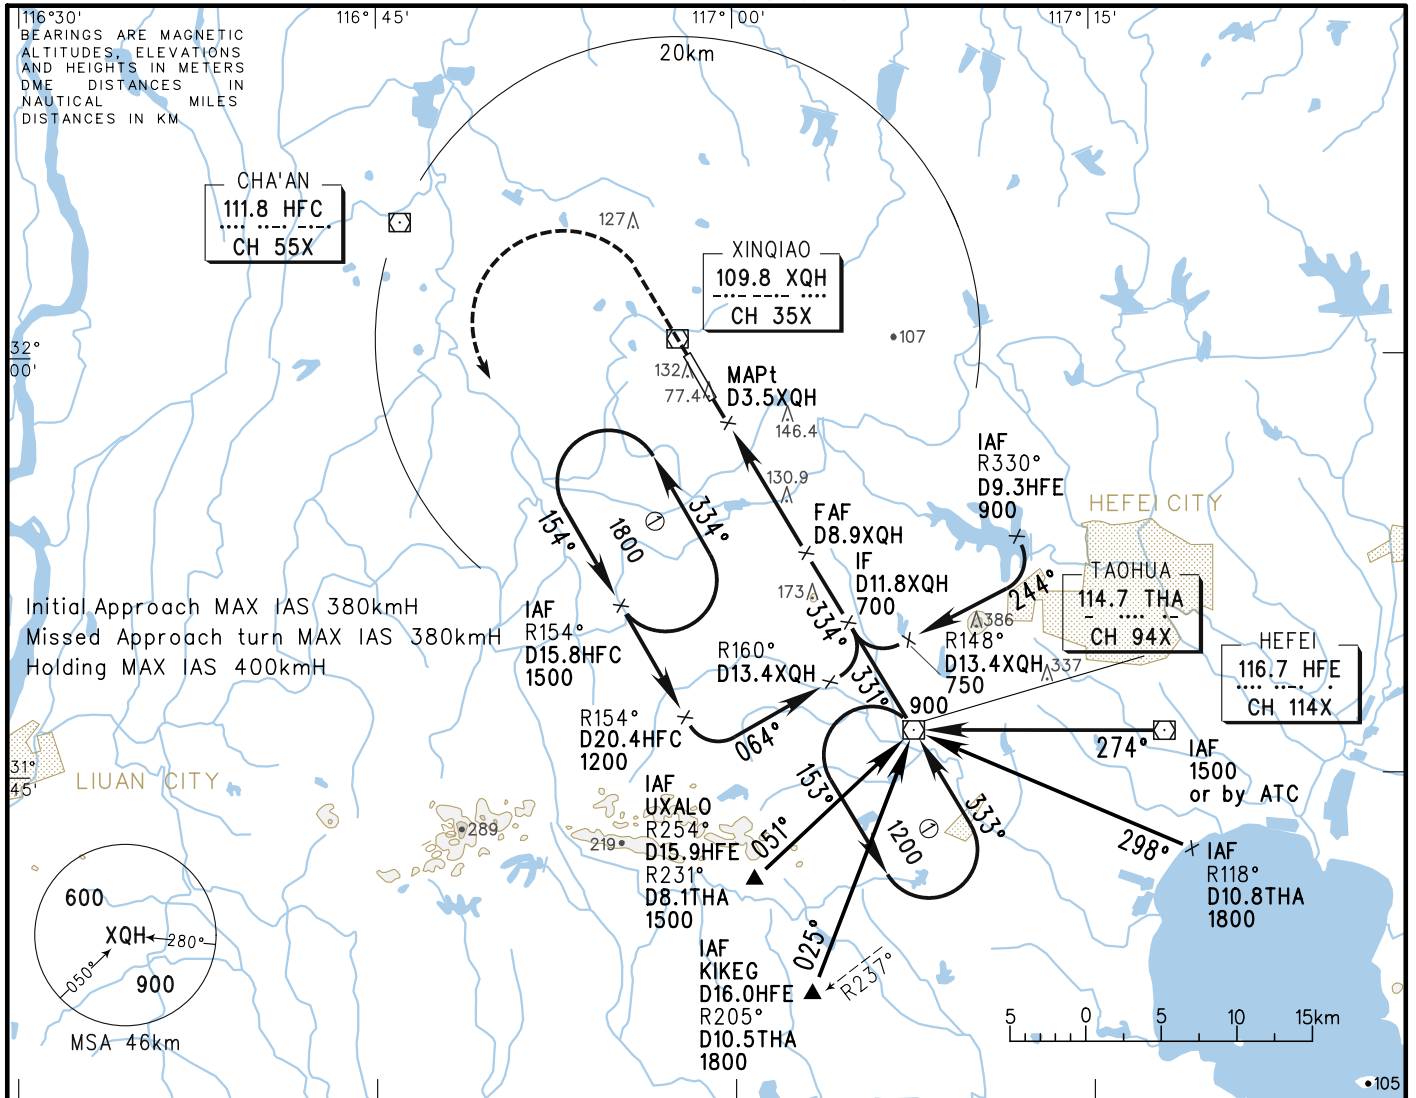 116°30'
116°45'
117°00'
117°15'
BEARINGS ARE MAGNETIC
ALTITUDES, ELEVATIONS
AND HEIGHTS IN METERS
DME DISTANCES IN
NAUTICAL MILES
DISTANCES IN KM
20km
CHA'AN
111.8 HFC
···· ··-· -·-·
CH 55X
127
XINQIAO
109.8 XQH
-··- --·- ····
CH 35X
107
32°
00'
132
77.4
MAPt
D3.5XQH
146.4
130.9
IAF
R330°
D9.3HFE
900
HEFEI CITY
FAF
D8.9XQH
IF
D11.8XQH
700
154°
1800
1
334°
173
334°
244°
TAOHUA
114.7 THA
- ···· ·-
CH 94X
Initial Approach MAX IAS 380kmH
Missed Approach turn MAX IAS 380kmH
Holding MAX IAS 400kmH
IAF
R154°
D15.8HFC
1500
386
R148°
D13.4XQH
750
337
HEFEI
116.7 HFE
···· ··-· ·
CH 114X
R160°
D13.4XQH
331°
900
R154°
D20.4HFC
1200
064°
274°
IAF
1500
or by ATC
31°
45'
LIUAN CITY
153°
1200
1
333°
IAF
UXALO
R254°
D15.9HFE
R231°
D8.1THA
1500
051°
289
219
298°
IAF
R118°
D10.8THA
1800
600
XQH
280°
050°
900
MSA 46km
IAF
KIKEG
D16.0HFE
R205°
D10.5THA
1800
025°
R237°
5 0 5 10 15km
105